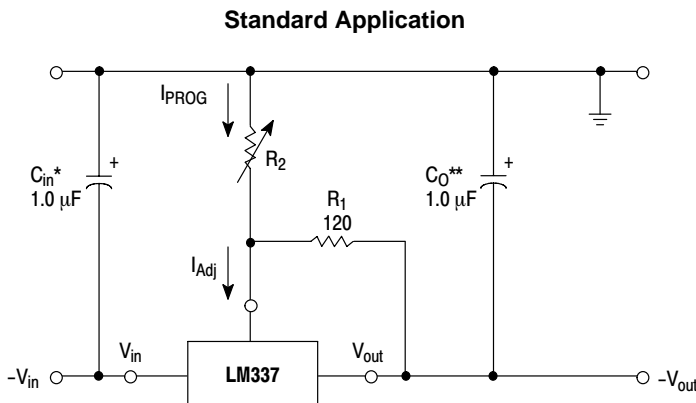 Standard Application
I_PROG
R_2
+
C_in*
1.0 μF
+
C_O**
1.0 μF
R_1
120
I_Adj
V_in
V_out
–V_in
LM337
–V_out